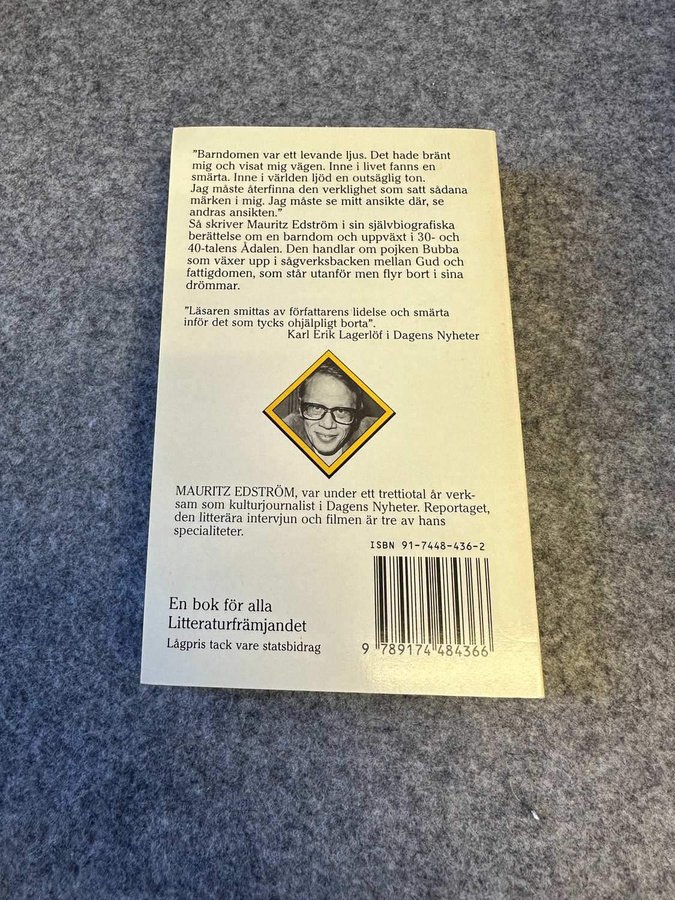 "Barndomen var ett levande ljus. Det hade bränt
mig och visat mig vägen. Inne i livet fanns en
smärta. Inne i världen ljöd en outsäglig ton.
Jag måste återfinna den verklighet som satt sådana
märken i mig. Jag måste se mitt ansikte där, se
andras ansikten."
Så skriver Mauritz Edström i sin självbiografiska
berättelse om en barndom och uppväxt i 30- och
40-talens Ådalen. Den handlar om pojken Bubba
som växer upp i sågverksbacken mellan Gud och
fattigdomen, som står utanför men flyr bort i sina
drömmar.
"Läsaren smittas av författarens lidelse och smärta
inför det som tycks ohjälpligt borta".
Karl Erik Lagerlöf i Dagens Nyheter
MAURITZ EDSTRÖM, var under ett trettiotal år verk-
sam som kulturjournalist i Dagens Nyheter. Reportaget,
den litterära intervjun och filmen är tre av hans
specialiteter.
ISBN 91-7448-436-2
En bok för alla
Litteraturfrämjandet
Lågpris tack vare statsbidrag
9 789174 484366